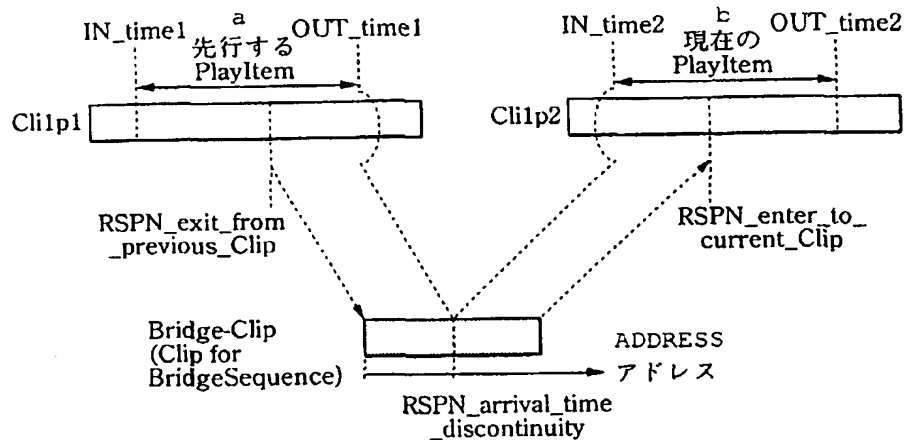 a
IN_time1
先行する
OUT_time1
PlayItem
b
IN_time2
現在の
OUT_time2
PlayItem
Cli1p1
Cli1p2
RSPN_exit_from
_previous_Clip
RSPN_enter_to_
current_Clip
Bridge-Clip
(Clip for
BridgeSequence)
ADDRESS
アドレス
RSPN_arrival_time
_discontinuity